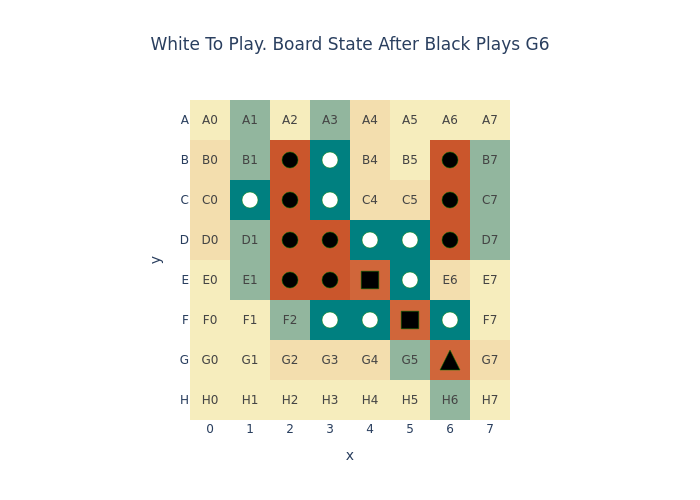 White To Play. Board State After Black Plays G6
A A0 A1 A2 A3 A4 A5 A6 A7
B B0 B1 B4 B5 B7
C C0 C4 C5 C7
D D0 D1 D7
E E0 E1 E6 E7
F F0 F1 F2 F7
G G0 G1 G2 G3 G4 G5 G7
H H0 H1 H2 H3 H4 H5 H6 H7
0 1 2 3 4 5 6 7
x
y